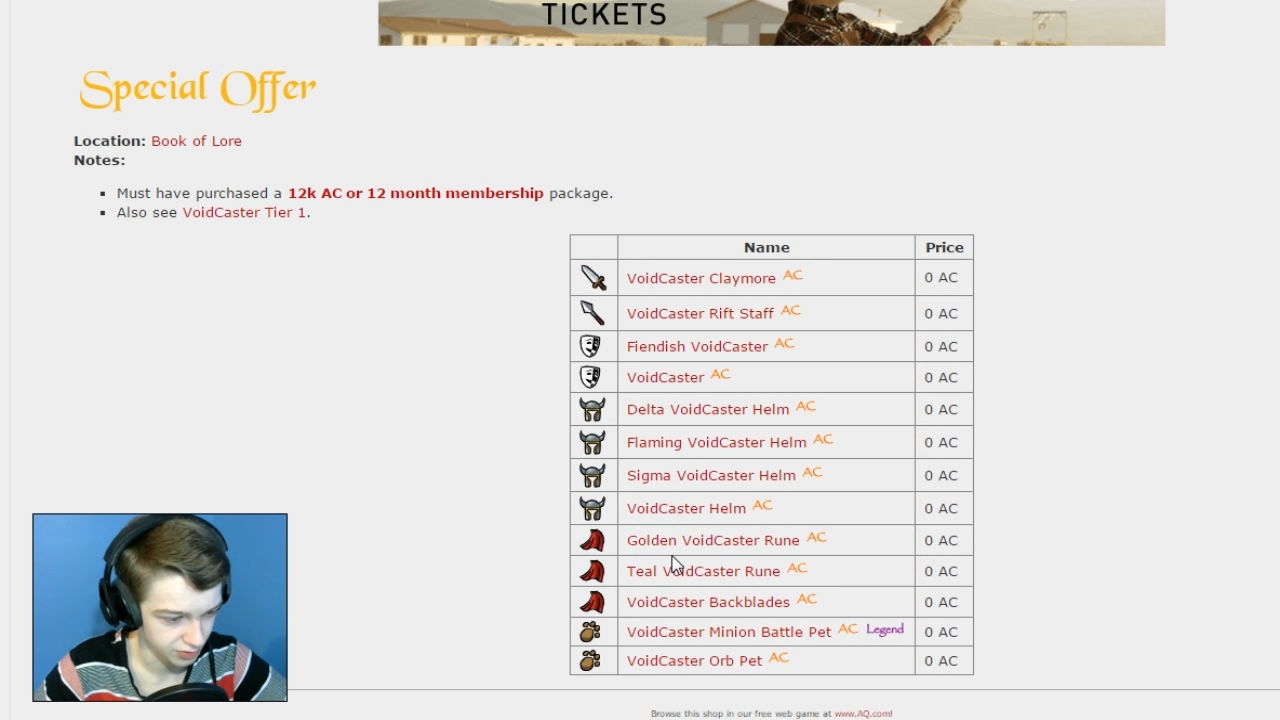 TICKETS
Special Offer
Location: Book of Lore
Notes:
Must have purchased a 12k AC or 12 month membership package.
Also see VoidCaster Tier 1.
Name Price
VoidCaster Claymore AC 0 AC
VoidCaster Rift Staff AC 0 AC
Fiendish VoidCaster AC 0 AC
VoidCaster AC 0 AC
Delta VoidCaster Helm AC 0 AC
Flaming VoidCaster Helm AC 0 AC
Sigma VoidCaster Helm AC 0 AC
VoidCaster Helm AC 0 AC
Golden VoidCaster Rune AC 0 AC
Teal VoidCaster Rune AC 0 AC
VoidCaster Backblades AC 0 AC
VoidCaster Minion Battle Pet AC Legend 0 AC
VoidCaster Orb Pet AC 0 AC
Browse this shop in our free web game at www.AQ.com!